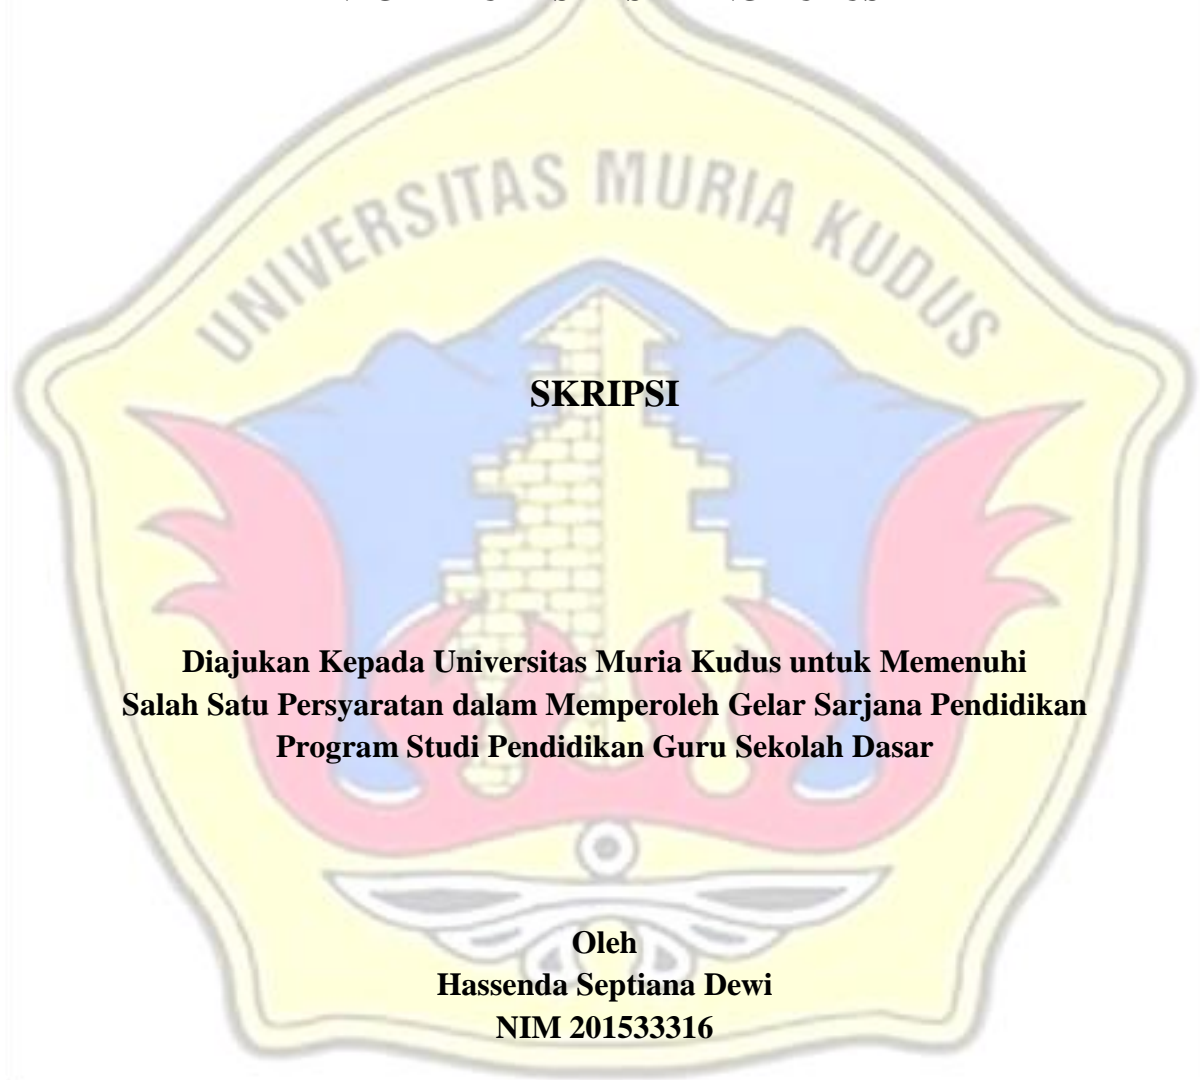 UNIVERSITAS MURIA KUDUS
SKRIPSI
Diajukan Kepada Universitas Muria Kudus untuk Memenuhi
Salah Satu Persyaratan dalam Memperoleh Gelar Sarjana Pendidikan
Program Studi Pendidikan Guru Sekolah Dasar
Oleh
Hassenda Septiana Dewi
NIM 201533316